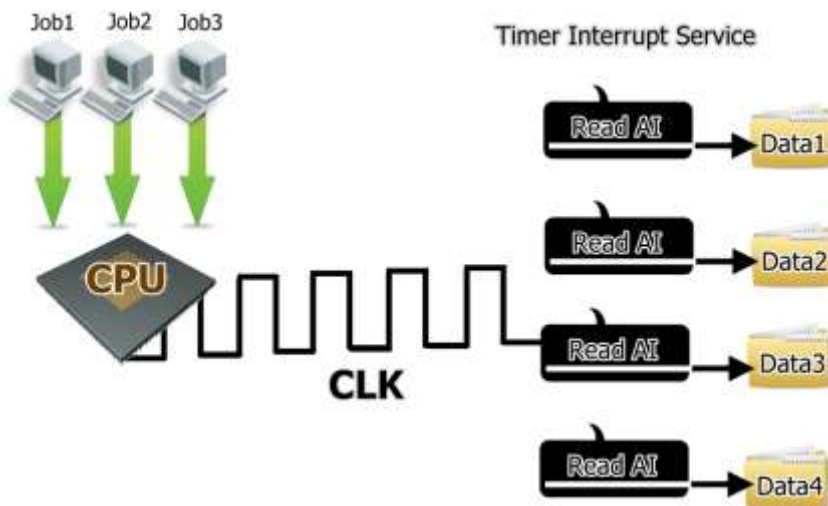 Job1 Job2 Job3
Timer Interrupt Service
Read AI Data1
Read AI Data2
CPU
Read AI Data3
CLK
Read AI Data4